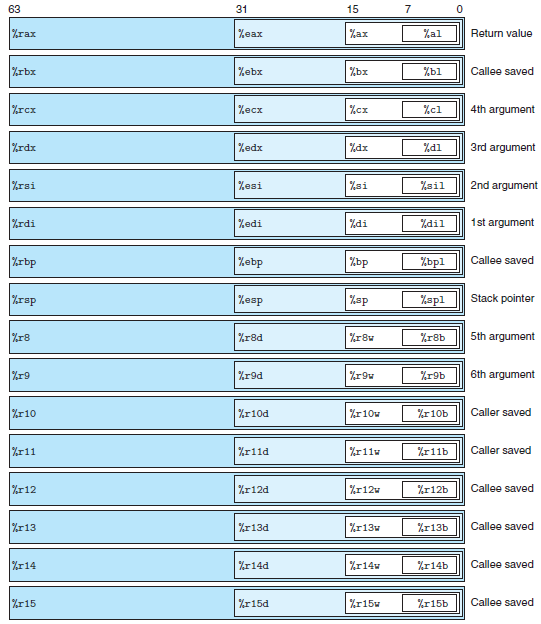 63 31 15 7 0
%rax %eax %ax %al Return value
%rbx %ebx %bx %bl Callee saved
%rcx %ecx %cx %cl 4th argument
%rdx %edx %dx %dl 3rd argument
%rsi %esi %si %sil 2nd argument
%rdi %edi %di %dil 1st argument
%rbp %ebp %bp %bpl Callee saved
%rsp %esp %sp %spl Stack pointer
%r8 %r8d %r8w %r8b 5th argument
%r9 %r9d %r9w %r9b 6th argument
%r10 %r10d %r10w %r10b Caller saved
%r11 %r11d %r11w %r11b Caller saved
%r12 %r12d %r12w %r12b Callee saved
%r13 %r13d %r13w %r13b Callee saved
%r14 %r14d %r14w %r14b Callee saved
%r15 %r15d %r15w %r15b Callee saved